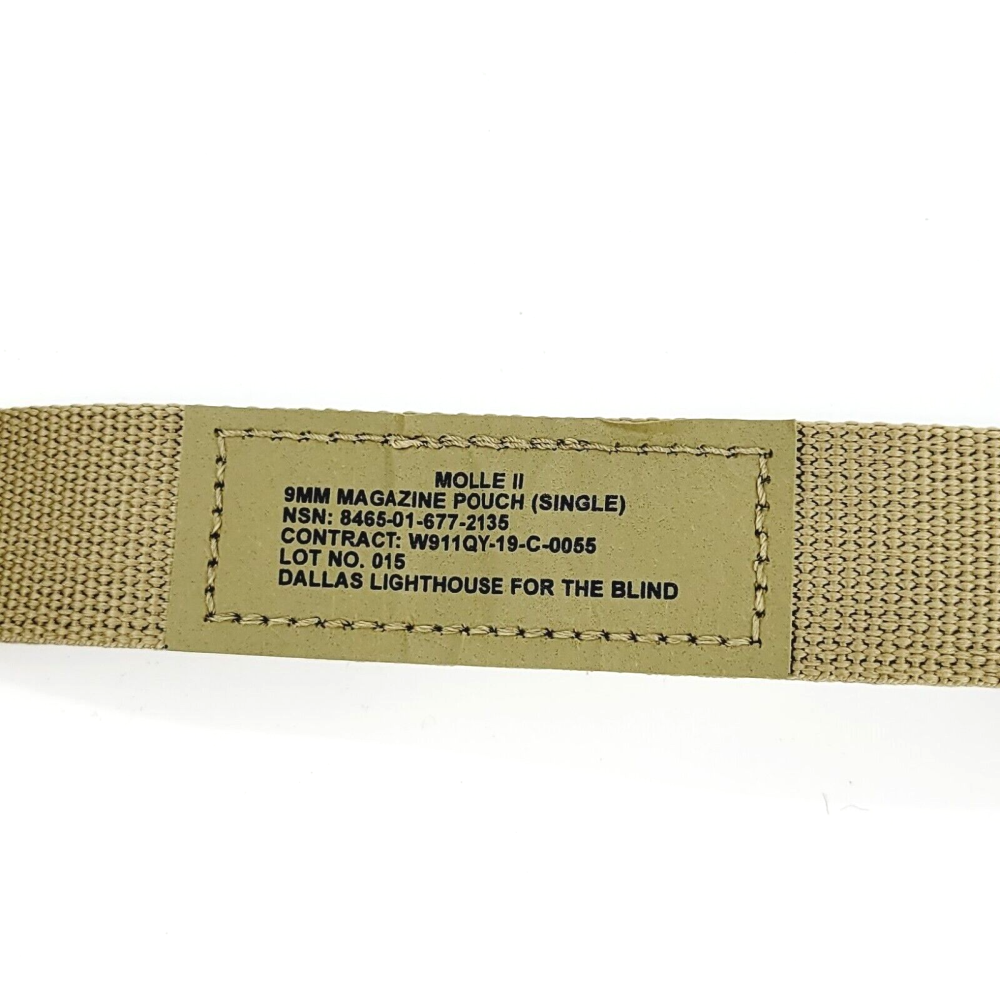 MOLLE II
9MM MAGAZINE POUCH (SINGLE)
NSN: 8465-01-677-2135
CONTRACT: W911QY-19-C-0055
LOT NO. 015
DALLAS LIGHTHOUSE FOR THE BLIND